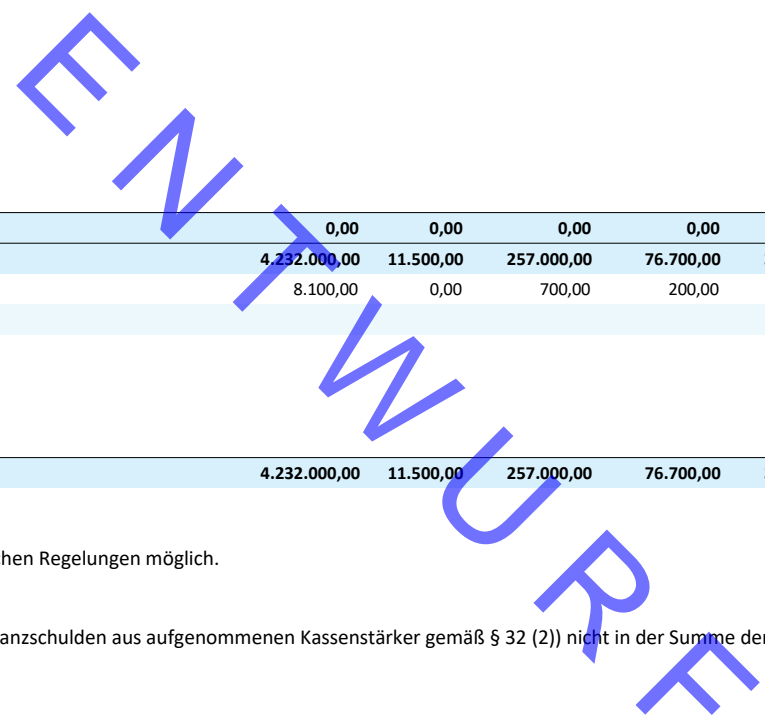 ENTWURF
0,00 0,00 0,00 0,00
4.232.000,00 11.500,00 257.000,00 76.700,00
8.100,00 0,00 700,00 200,00
4.232.000,00 11.500,00 257.000,00 76.700,00
chen Regelungen möglich.
anzschulden aus aufgenommenen Kassenstärker gemäß § 32 (2)) nicht in der Summe der